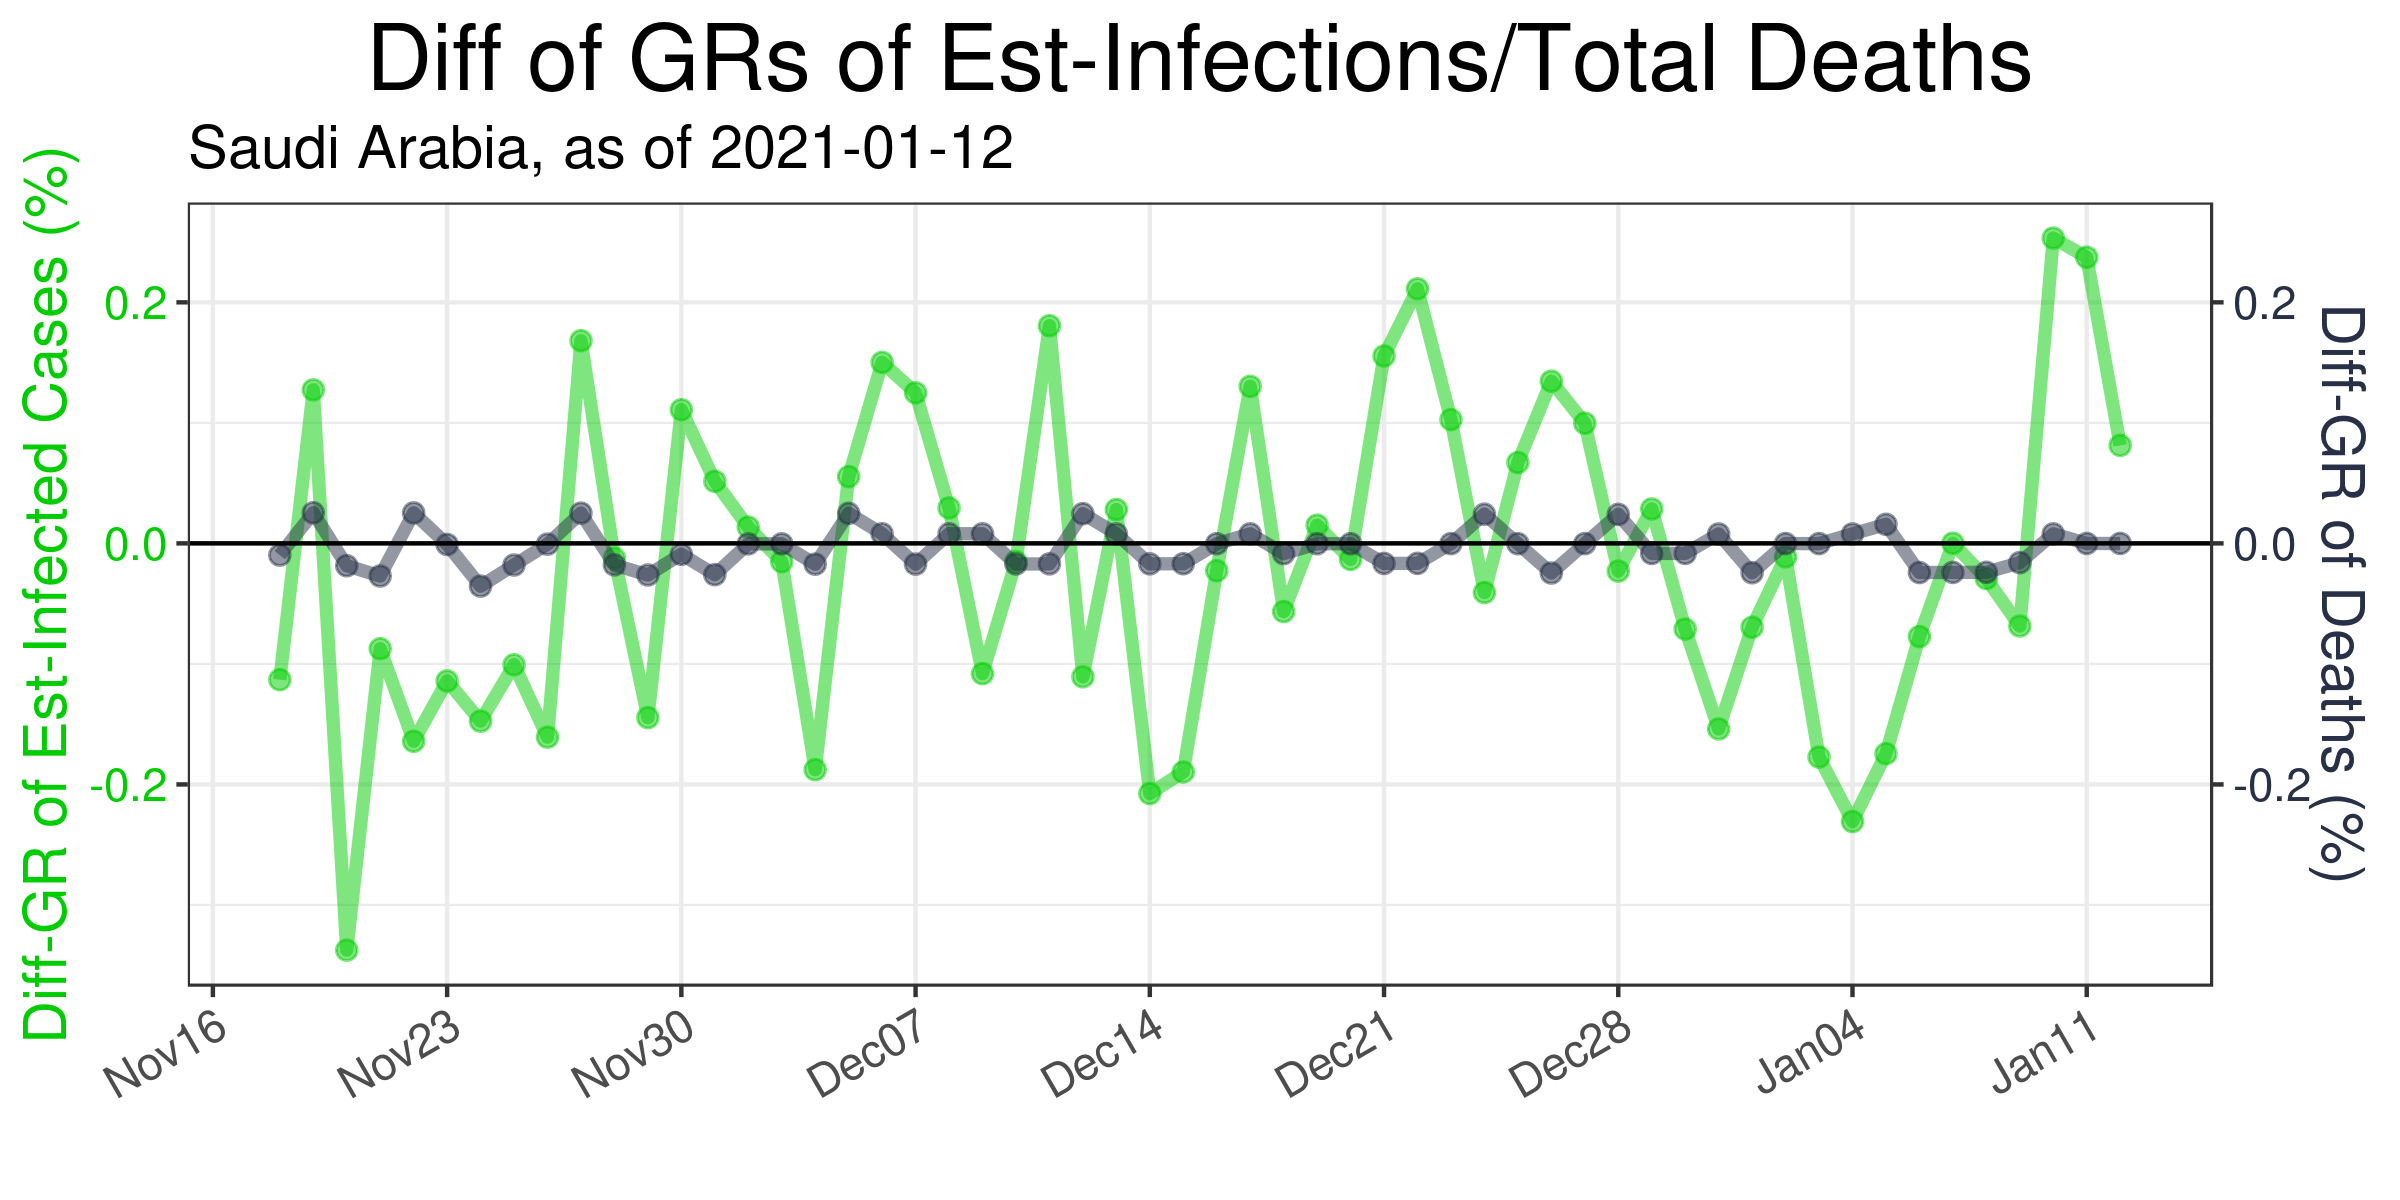 Diff of GRs of Est-Infections/Total Deaths
Saudi Arabia, as of 2021-01-12
Diff-GR of Est-Infected Cases (%)
0.2
0.0
-0.2
0.2
0.0
-0.2
Diff-GR of Deaths (%)
Nov16
Nov23
Nov30
Dec07
Dec14
Dec21
Dec28
Jan04
Jan11